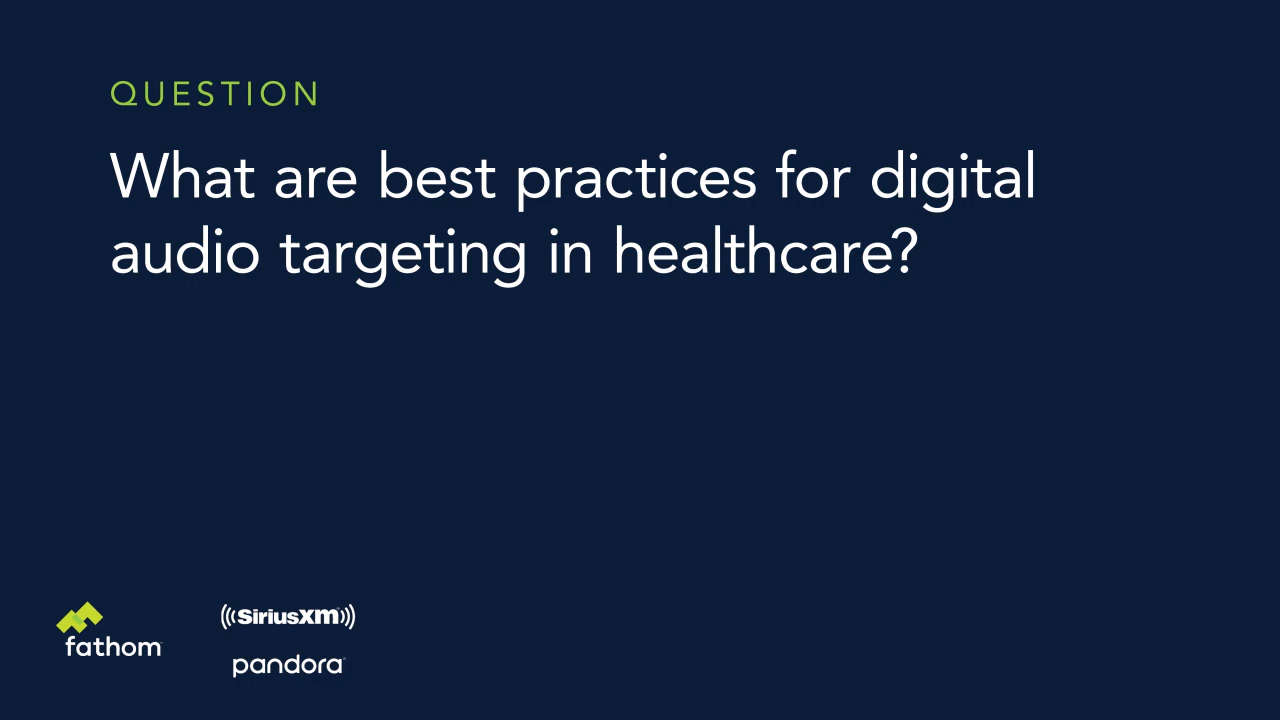 QUESTION
What are best practices for digital
audio targeting in healthcare?
fathom
SiriusXM
pandora